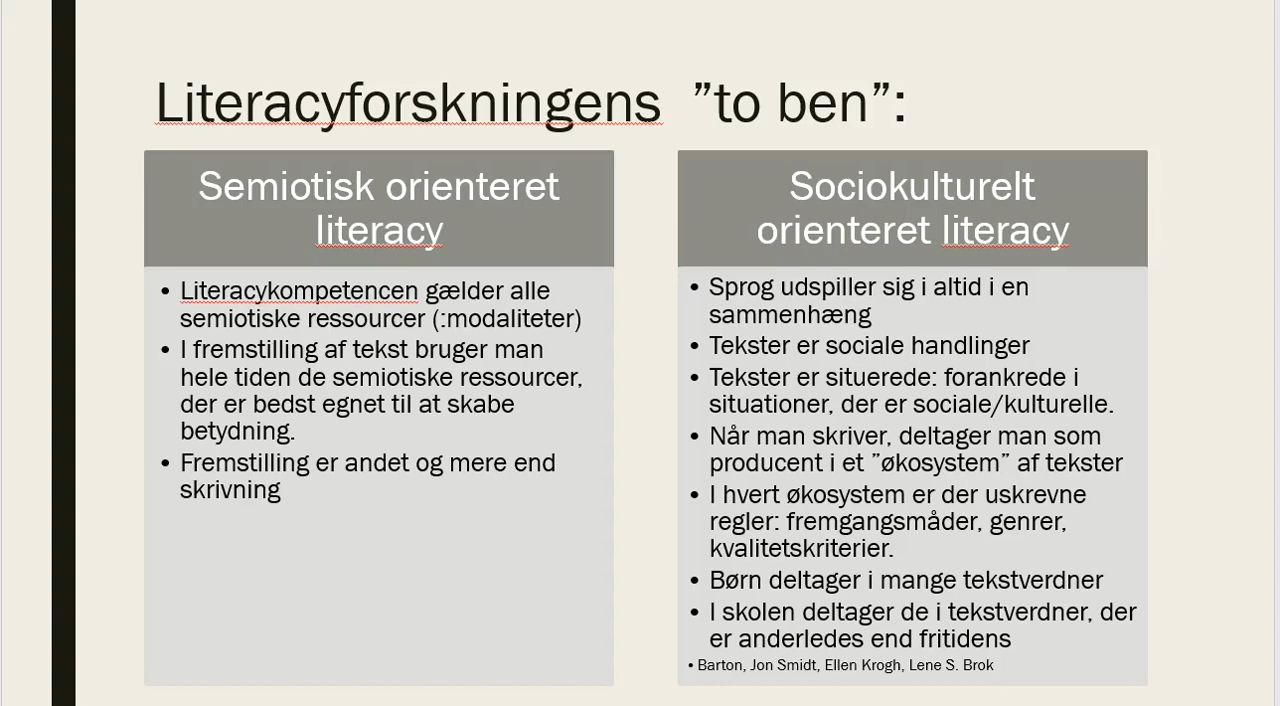 Literacyforskningens ”to ben”:
Semiotisk orienteret
literacy
• Literacykompetencen gælder alle
semiotiske ressourcer (:modaliteter)
• I fremstilling af tekst bruger man
hele tiden de semiotiske ressourcer,
der er bedst egnet til at skabe
betydning.
• Fremstilling er andet og mere end
skrivning
Sociokulturelt
orienteret literacy
• Sprog udspiller sig i altid i en
sammenhæng
• Tekster er sociale handlinger
• Tekster er situerede: forankrede i
situationer, der er sociale/kulturelle.
• Når man skriver, deltager man som
producent i et ”økosystem” af tekster
• I hvert økosystem er der uskrevne
regler: fremgangsmåder, genrer,
kvalitetskriterier.
• Børn deltager i mange tekstverdner
• I skolen deltager de i tekstverdner, der
er anderledes end fritidens
• Barton, Jon Smidt, Ellen Krogh, Lene S. Brok